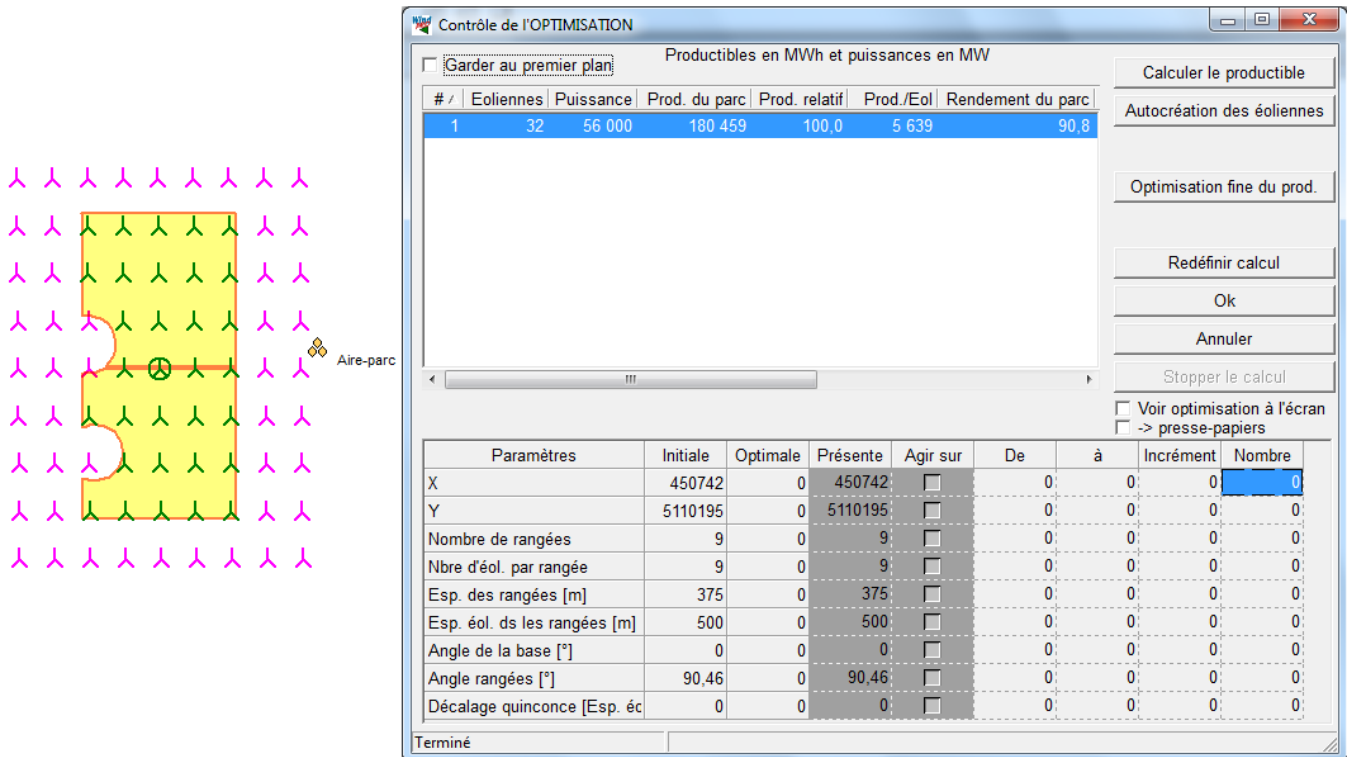 Contrôle de l'OPTIMISATION
Garder au premier plan
Productibles en MWh et puissances en MW
# Eoliennes Puissance Prod. du parc Prod. relatif Prod./Eol Rendement du parc
1 32 56 000 180 459 100,0 5 639 90,8
Calculer le productible
Autocréation des éoliennes
Optimisation fine du prod.
Redéfinir calcul
Ok
Annuler
Stopper le calcul
Voir optimisation à l'écran
-> presse-papiers
Aire-parc
Paramètres Initiale Optimale Présente Agir sur De à Incrément Nombre
X 450742 0 450742 0 0 0 0
Y 5110195 0 5110195 0 0 0 0
Nombre de rangées 9 0 9 0 0 0 0
Nbre d'éol. par rangée 9 0 9 0 0 0 0
Esp. des rangées [m] 375 0 375 0 0 0 0
Esp. éol. ds les rangées [m] 500 0 500 0 0 0 0
Angle de la base [°] 0 0 0 0 0 0 0
Angle rangées [°] 90,46 0 90,46 0 0 0 0
Décalage quinconce [Esp. éc 0 0 0 0 0 0 0
Terminé